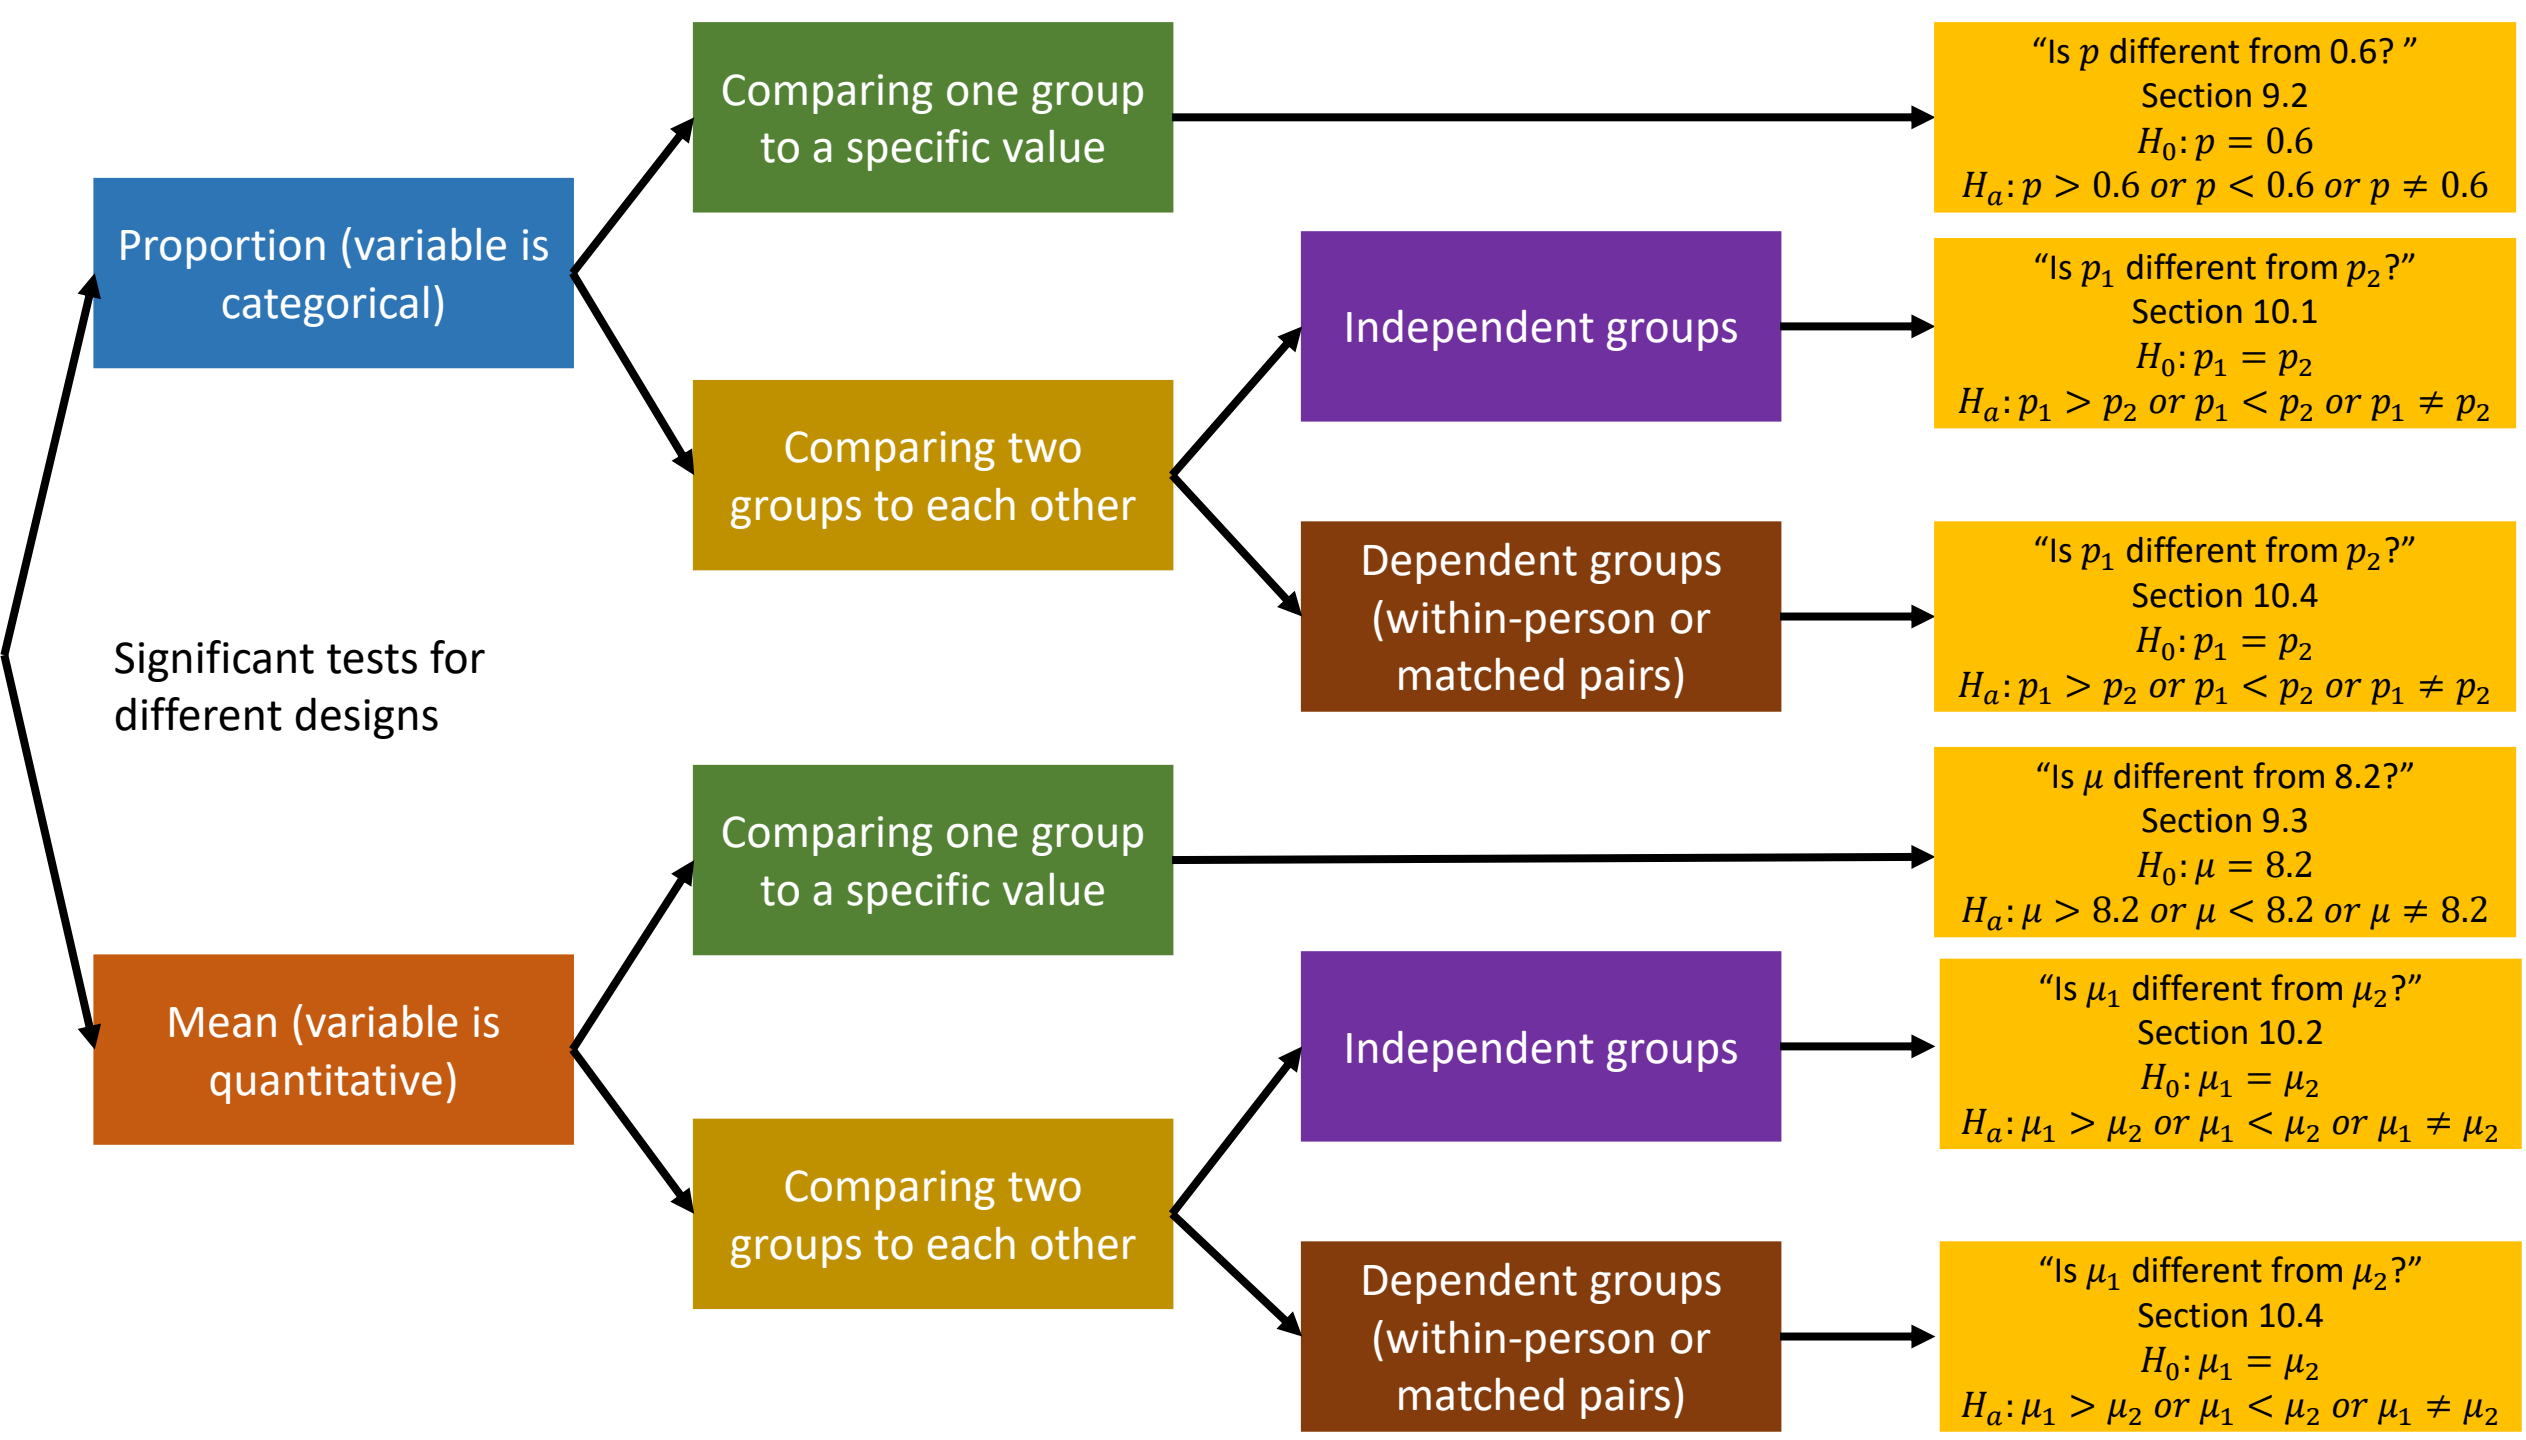 Significant tests for
different designs
Proportion (variable is
categorical)
Comparing one group
to a specific value
“Is 𝑝 different from 0.6? ”
Section 9.2
𝐻₀: 𝑝 = 0.6
𝐻ₐ: 𝑝 > 0.6 𝑜𝑟 𝑝 < 0.6 𝑜𝑟 𝑝 ≠ 0.6
Comparing two
groups to each other
Independent groups
“Is 𝑝₁ different from 𝑝₂?”
Section 10.1
𝐻₀: 𝑝₁ = 𝑝₂
𝐻ₐ: 𝑝₁ > 𝑝₂ 𝑜𝑟 𝑝₁ < 𝑝₂ 𝑜𝑟 𝑝₁ ≠ 𝑝₂
Dependent groups
(within-person or
matched pairs)
“Is 𝑝₁ different from 𝑝₂?”
Section 10.4
𝐻₀: 𝑝₁ = 𝑝₂
𝐻ₐ: 𝑝₁ > 𝑝₂ 𝑜𝑟 𝑝₁ < 𝑝₂ 𝑜𝑟 𝑝₁ ≠ 𝑝₂
Mean (variable is
quantitative)
Comparing one group
to a specific value
“Is 𝜇 different from 8.2?”
Section 9.3
𝐻₀: 𝜇 = 8.2
𝐻ₐ: 𝜇 > 8.2 𝑜𝑟 𝜇 < 8.2 𝑜𝑟 𝜇 ≠ 8.2
Comparing two
groups to each other
Independent groups
“Is 𝜇₁ different from 𝜇₂?”
Section 10.2
𝐻₀: 𝜇₁ = 𝜇₂
𝐻ₐ: 𝜇₁ > 𝜇₂ 𝑜𝑟 𝜇₁ < 𝜇₂ 𝑜𝑟 𝜇₁ ≠ 𝜇₂
Dependent groups
(within-person or
matched pairs)
“Is 𝜇₁ different from 𝜇₂?”
Section 10.4
𝐻₀: 𝜇₁ = 𝜇₂
𝐻ₐ: 𝜇₁ > 𝜇₂ 𝑜𝑟 𝜇₁ < 𝜇₂ 𝑜𝑟 𝜇₁ ≠ 𝜇₂